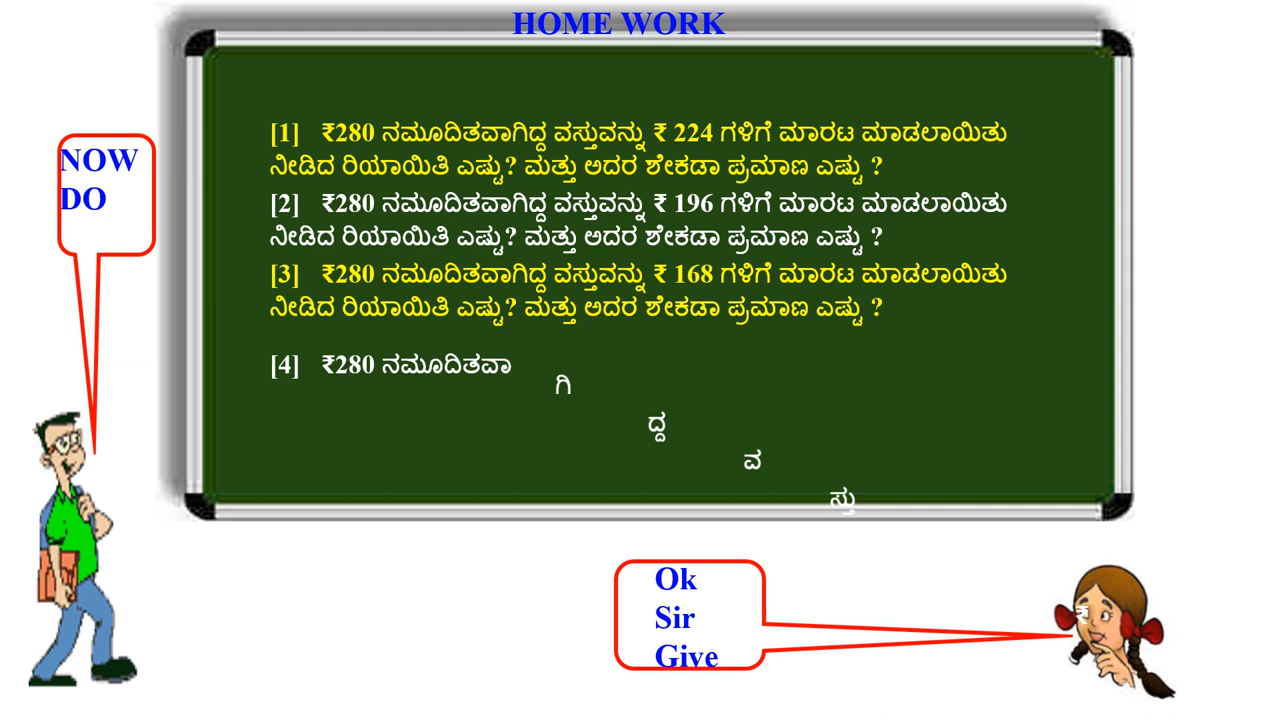 HOME WORK
[1] ₹280 ನಮೂದಿತವಾಗಿದ್ದ ವಸ್ತುವನ್ನು ₹ 224 ಗಳಿಗೆ ಮಾರಟ ಮಾಡಲಾಯಿತು
ನೀಡಿದ ರಿಯಾಯಿತಿ ಎಷ್ಟು? ಮತ್ತು ಅದರ ಶೇಕಡಾ ಪ್ರಮಾಣ ಎಷ್ಟು ?
[2] ₹280 ನಮೂದಿತವಾಗಿದ್ದ ವಸ್ತುವನ್ನು ₹ 196 ಗಳಿಗೆ ಮಾರಟ ಮಾಡಲಾಯಿತು
ನೀಡಿದ ರಿಯಾಯಿತಿ ಎಷ್ಟು? ಮತ್ತು ಅದರ ಶೇಕಡಾ ಪ್ರಮಾಣ ಎಷ್ಟು ?
[3] ₹280 ನಮೂದಿತವಾಗಿದ್ದ ವಸ್ತುವನ್ನು ₹ 168 ಗಳಿಗೆ ಮಾರಟ ಮಾಡಲಾಯಿತು
ನೀಡಿದ ರಿಯಾಯಿತಿ ಎಷ್ಟು? ಮತ್ತು ಅದರ ಶೇಕಡಾ ಪ್ರಮಾಣ ಎಷ್ಟು ?
[4] ₹280 ನಮೂದಿತವಾ
ಗಿ
ದ್ದ
ವ
ಸ್ತು
₹
NOW
DO
Ok
Sir
Give